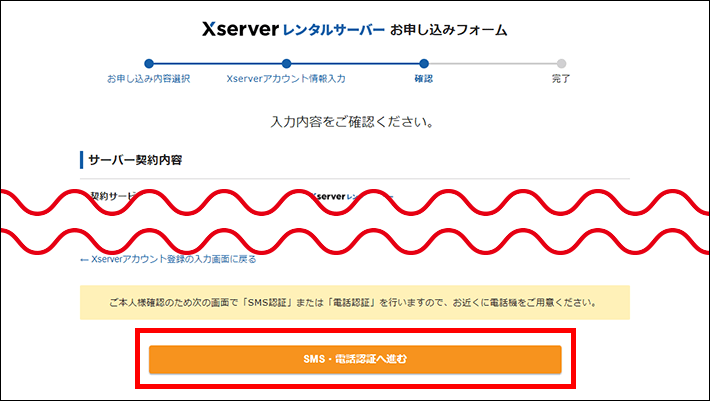 Xserver レンタルサーバー お申し込みフォーム
お申し込み内容選択
Xserverアカウント情報入力
確認
完了
入力内容をご確認ください。
サーバー契約内容
契約サービ
Xserver レン
← Xserverアカウント登録の入力画面に戻る
ご本人様確認のため次の画面で「SMS認証」または「電話認証」を行いますので、お近くに電話機をご用意ください。
SMS・電話認証へ進む